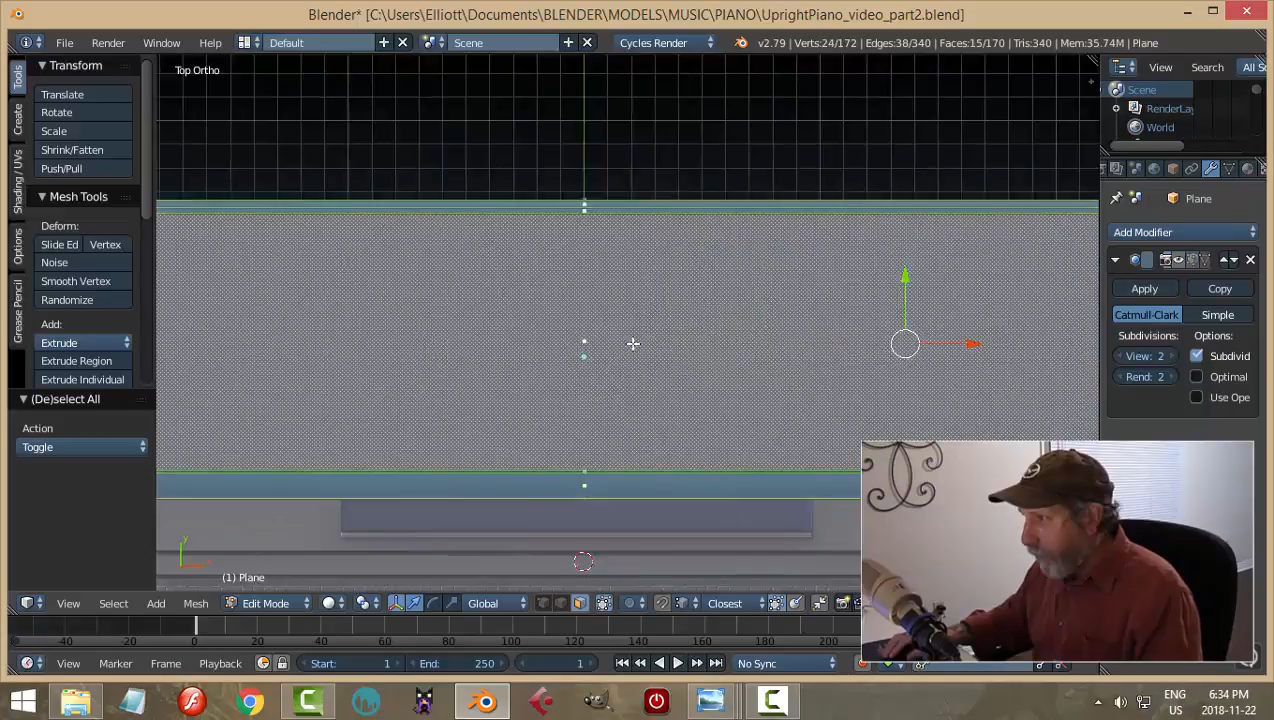 Blender* [C:\Users\Elliott\Documents\BLENDER\MODELS\MUSIC\PIANO\UprightPiano_video_part2.blend]
File Render Window Help Default Scene Cycles Render v2.79 | Verts:24/172 | Edges:38/340 | Faces:15/170 | Tris:340 | Mem:35.74M | Plane
Tools
Create
Shading / UVs
Options
Grease Pencil
Transform
Translate
Rotate
Scale
Shrink/Fatten
Push/Pull
Mesh Tools
Deform:
Slide Ed Vertex
Noise
Smooth Vertex
Randomize
Add:
Extrude
Extrude Region
Extrude Individual
(De)select All
Action
Toggle
Top Ortho
y
(1) Plane
View Search All S
Scene
RenderLay
World
Plane
Add Modifier
Apply Copy
Catmull-Clark Simple
Subdivisions: Options:
View: 2 Subdivid
Rend: 2 Optimal
Use Ope
View Select Add Mesh Edit Mode Global Closest
-40 -20 0 20 40 60 80 100 120 140 160 180 200
View Marker Frame Playback Start: 1 End: 250 1 No Sync
ENG 6:34 PM
US 2018-11-22